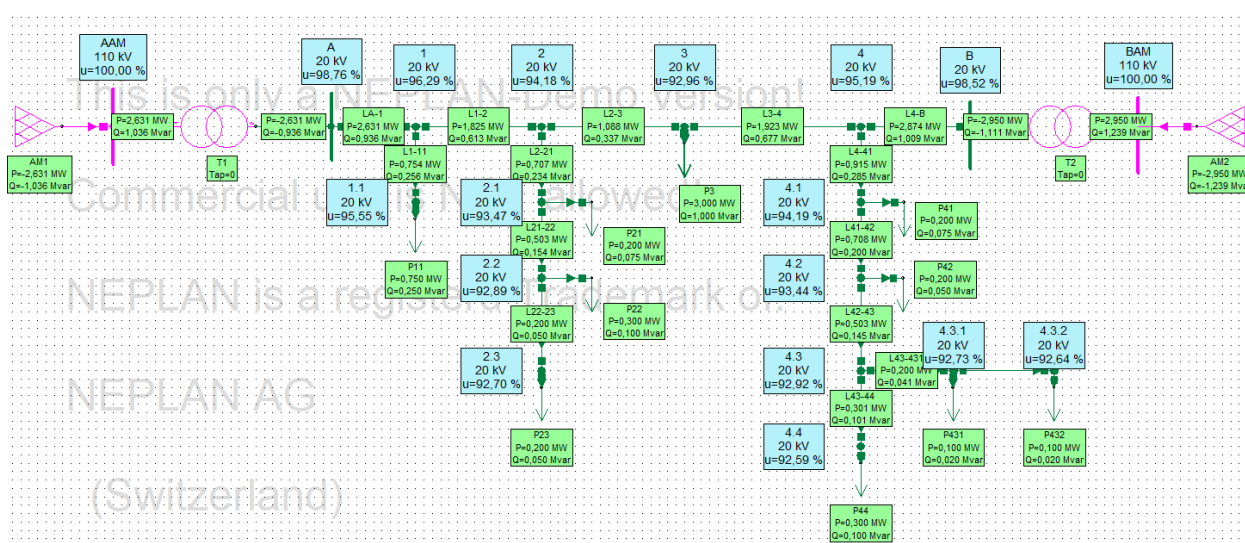 AAM
110 kV
u=100,00 %
A
20 kV
u=98,76 %
1
20 kV
u=96,29 %
2
20 kV
u=94,18 %
3
20 kV
u=92,96 %
4
20 kV
u=95,19 %
B
20 kV
u=98,52 %
BAM
110 kV
u=100,00 %
This is only a NEPLAN-Demo version!
P=2,631 MW
Q=1,036 Mvar
P=-2,631 MW
Q=-0,936 Mvar
LA-1
P=2,631 MW
Q=0,936 Mvar
L1-2
P=1,825 MW
Q=0,613 Mvar
L2-3
P=1,088 MW
Q=0,337 Mvar
L3-4
P=1,923 MW
Q=0,677 Mvar
L4-B
P=2,874 MW
Q=1,009 Mvar
P=-2,950 MW
Q=-1,111 Mvar
P=2,950 MW
Q=1,239 Mvar
AM1
P=-2,631 MW
Q=-1,036 Mvar
T1
Tap=0
L1-11
P=0,754 MW
Q=0,256 Mvar
L2-21
P=0,707 MW
Q=0,234 Mvar
L4-41
P=0,915 MW
Q=0,285 Mvar
T2
Tap=0
AM2
P=-2,950 MW
Q=-1,239 Mvar
1.1
20 kV
u=95,55 %
2.1
20 kV
u=93,47 %
P3
P=3,000 MW
Q=1,000 Mvar
4.1
20 kV
u=94,19 %
P41
P=0,200 MW
Q=0,075 Mvar
L21-22
P=0,503 MW
Q=0,154 Mvar
P21
P=0,200 MW
Q=0,075 Mvar
L41-42
P=0,708 MW
Q=0,200 Mvar
P11
P=0,750 MW
Q=0,250 Mvar
2.2
20 kV
u=92,89 %
4.2
20 kV
u=93,44 %
P42
P=0,200 MW
Q=0,050 Mvar
NEPLAN is a registerd Trademark of:
P22
P=0,300 MW
Q=0,100 Mvar
L22-23
P=0,200 MW
Q=0,050 Mvar
L42-43
P=0,503 MW
Q=0,145 Mvar
4.3.1
20 kV
u=92,73 %
4.3.2
20 kV
u=92,64 %
2.3
20 kV
u=92,70 %
4.3
20 kV
u=92,92 %
L43-431
P=0,200 MW
Q=0,041 Mvar
NEPLAN AG
L43-44
P=0,301 MW
Q=0,101 Mvar
P23
P=0,200 MW
Q=0,050 Mvar
4.4
20 kV
u=92,59 %
P431
P=0,100 MW
Q=0,020 Mvar
P432
P=0,100 MW
Q=0,020 Mvar
(Switzerland)
P44
P=0,300 MW
Q=0,100 Mvar